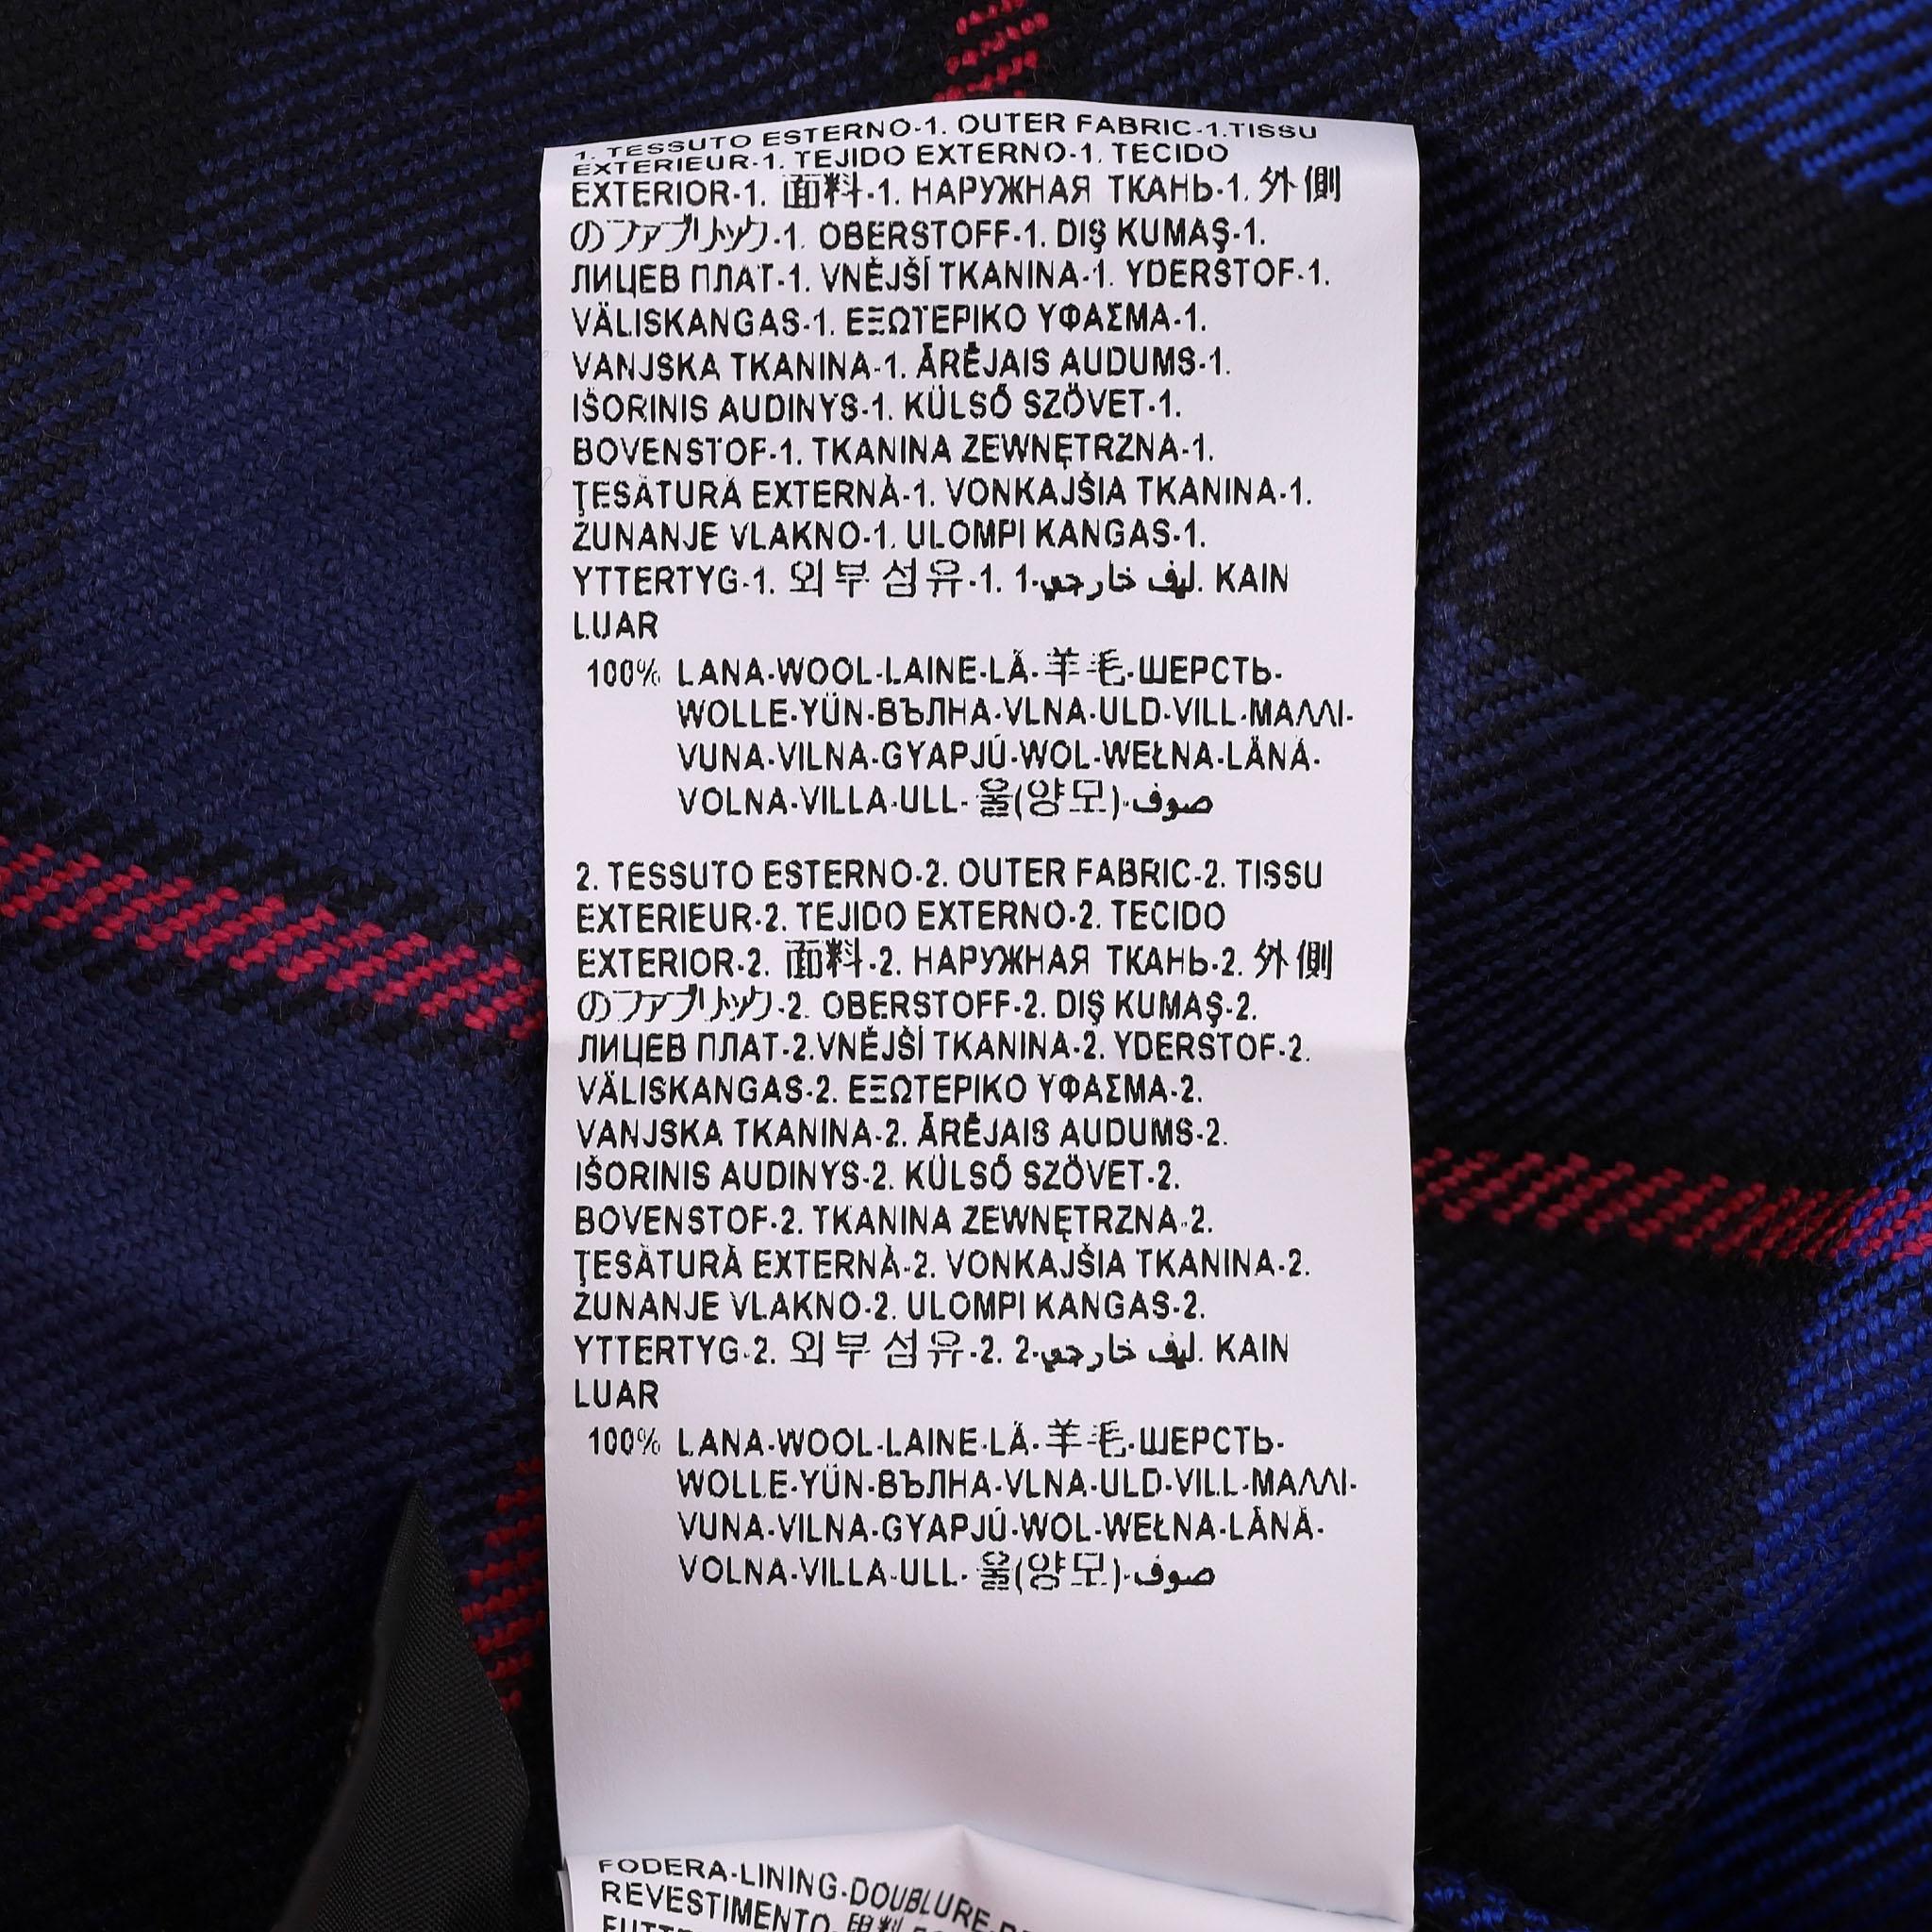 1. TESSUTO ESTERNO-1. OUTER FABRIC-1.TISSU
EXTERIEUR-1. TEJIDO EXTERNO-1. TECIDO
EXTERIOR-1. 面料-1. НАРУЖНАЯ ТКАНЬ-1. 外側
のファブリック-1. OBERSTOFF-1. DIŞ KUMAŞ-1.
ЛИЦЕВ ПЛАТ-1. VNĚJŠÍ TKANINA-1. YDERSTOF-1.
VÄLISKANGAS-1. ΕΞΩΤΕΡΙΚΟ ΥΦΑΣΜΑ-1.
VANJSKA TKANINA-1. ĀRĒJAIS AUDUMS-1.
IŠORINIS AUDINYS-1. KÜLSŐ SZÖVET-1.
BOVENSTOF-1. TKANINA ZEWNĘTRZNA-1.
ŢESĂTURĂ EXTERNĂ-1. VONKAJŠIA TKANINA-1.
ZUNANJE VLAKNO-1. ULOMPI KANGAS-1.
YTTERTYG-1. 외부 섬유-1. ليف خارجي-1. KAIN
LUAR
100% LANA-WOOL-LAINE-LÃ-羊毛-ШЕРСТЬ-
WOLLE-YÜN-ВЪЛНА-VLNA-ULD-VILL-ΜΑΛΛΙ-
VUNA-VILNA-GYAPJÚ-WOL-WEŁNA-LÂNĂ-
VOLNA-VILLA-ULL-울(양모)-صوف
2. TESSUTO ESTERNO-2. OUTER FABRIC-2. TISSU
EXTERIEUR-2. TEJIDO EXTERNO-2. TECIDO
EXTERIOR-2. 面料-2. НАРУЖНАЯ ТКАНЬ-2. 外側
のファブリック-2. OBERSTOFF-2. DIŞ KUMAŞ-2.
ЛИЦЕВ ПЛАТ-2.VNĚJŠÍ TKANINA-2. YDERSTOF-2.
VÄLISKANGAS-2. ΕΞΩΤΕΡΙΚΟ ΥΦΑΣΜΑ-2.
VANJSKA TKANINA-2. ĀRĒJAIS AUDUMS-2.
IŠORINIS AUDINYS-2. KÜLSŐ SZÖVET-2.
BOVENSTOF-2. TKANINA ZEWNĘTRZNA-2.
ŢESĂTURĂ EXTERNĂ-2. VONKAJŠIA TKANINA-2.
ZUNANJE VLAKNO-2. ULOMPI KANGAS-2.
YTTERTYG-2. 외부 섬유-2. ليف خارجي-2. KAIN
LUAR
100% LANA-WOOL-LAINE-LÃ-羊毛-ШЕРСТЬ-
WOLLE-YÜN-ВЪЛНА-VLNA-ULD-VILL-ΜΑΛΛΙ-
VUNA-VILNA-GYAPJÚ-WOL-WEŁNA-LÂNĂ-
VOLNA-VILLA-ULL-울(양모)-صوف
FODERA-LINING-DOUBLURE-
REVESTIMENTO-